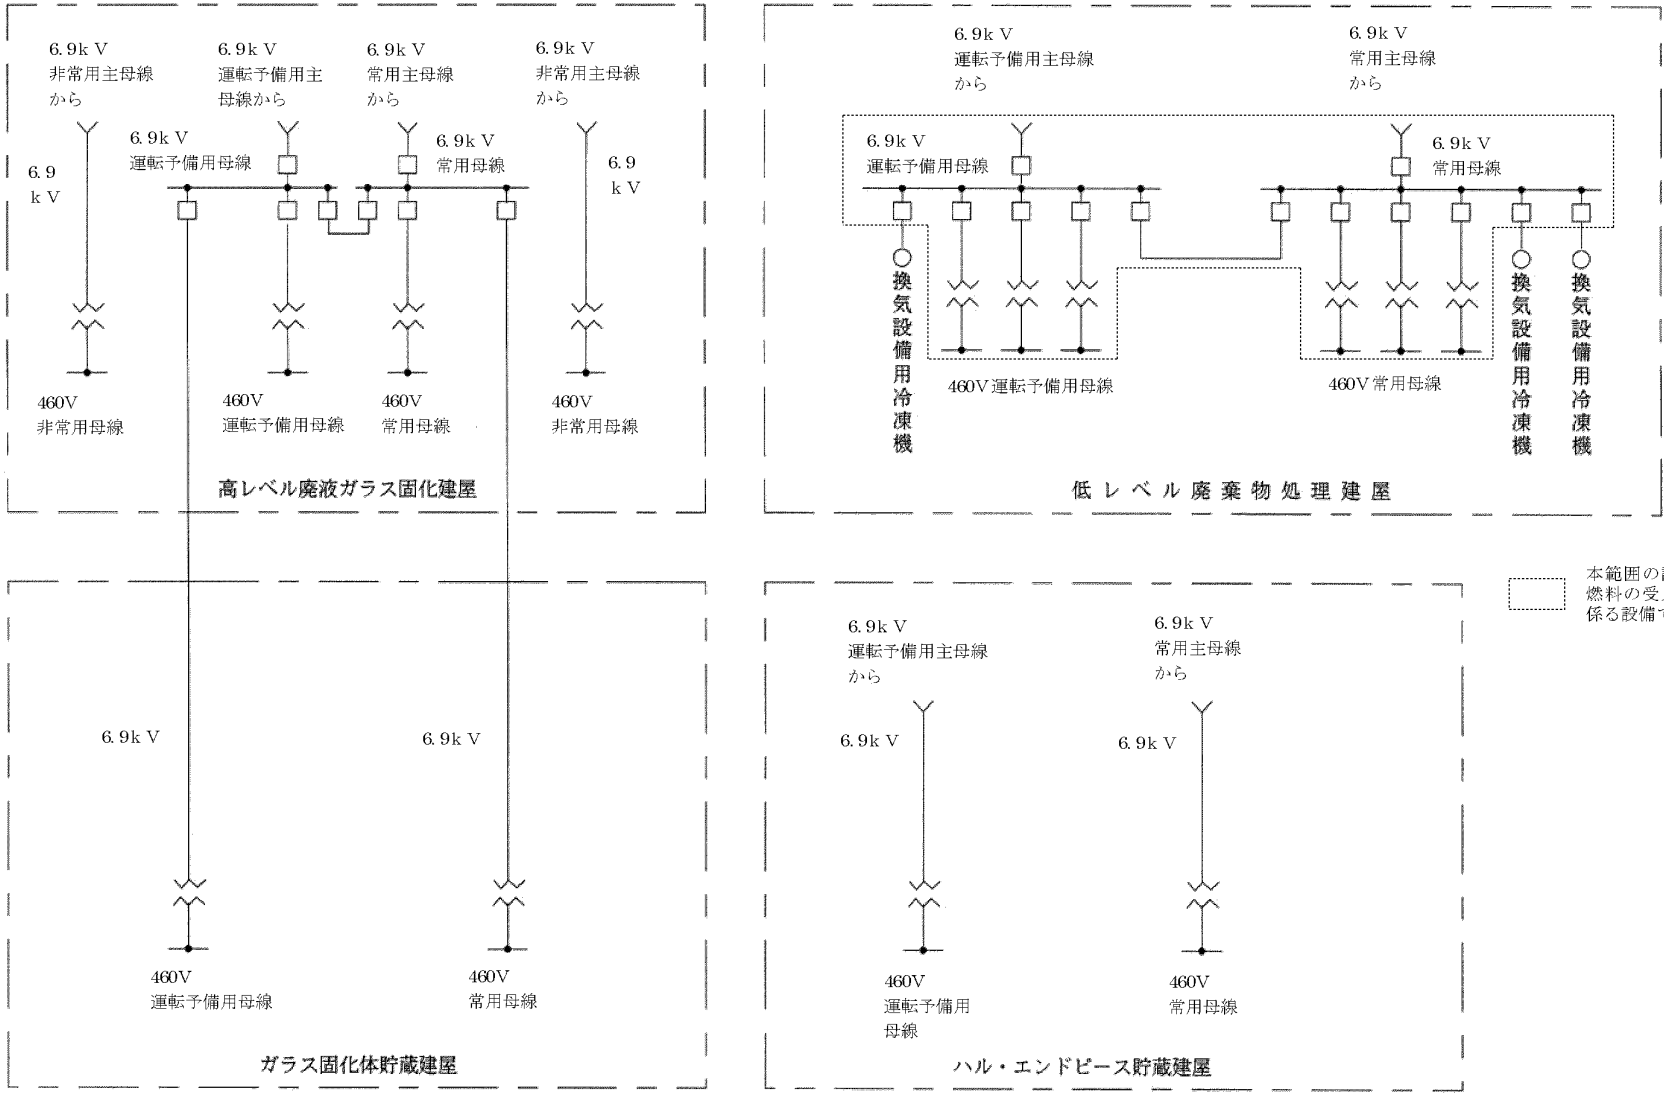 6.9kV
非常用主母線
から
6.9kV
運転予備用主
母線から
6.9kV
常用主母線
から
6.9kV
非常用主母線
から
6.9kV
運転予備用母線
6.9kV
常用母線
6.9
kV
6.9
kV
460V
非常用母線
460V
運転予備用母線
460V
常用母線
460V
非常用母線
高レベル廃液ガラス固化建屋
6.9kV
運転予備用主母線
から
6.9kV
常用主母線
から
6.9kV
運転予備用母線
6.9kV
常用母線
換気設備用冷凍機
換気設備用冷凍機
換気設備用冷凍機
460V運転予備用母線
460V常用母線
低レベル廃棄物処理建屋
本範囲の
燃料の受
係る設備
6.9kV
6.9kV
460V
運転予備用母線
460V
常用母線
ガラス固化体貯蔵建屋
6.9kV
運転予備用主母線
から
6.9kV
常用主母線
から
6.9kV
6.9kV
460V
運転予備用
母線
460V
常用母線
ハル・エンドピース貯蔵建屋